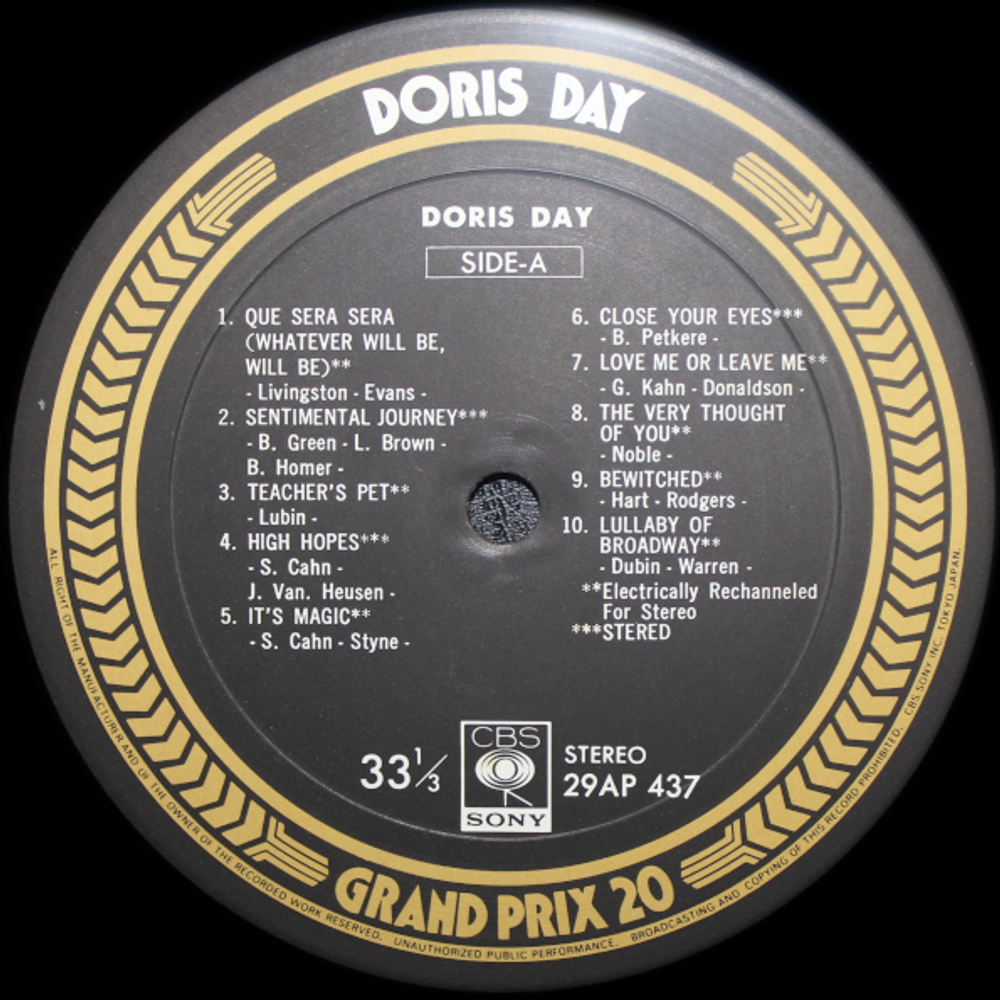 DORIS DAY
DORIS DAY
SIDE-A
1. QUE SERA SERA
(WHATEVER WILL BE,
WILL BE)**
- Livingston - Evans -
2. SENTIMENTAL JOURNEY***
- B. Green - L. Brown -
B. Homer -
3. TEACHER'S PET**
- Lubin -
4. HIGH HOPES***
- S. Cahn -
J. Van. Heusen -
5. IT'S MAGIC**
- S. Cahn - Styne -
6. CLOSE YOUR EYES***
- B. Petkere -
7. LOVE ME OR LEAVE ME**
- G. Kahn - Donaldson -
8. THE VERY THOUGHT
OF YOU**
- Noble -
9. BEWITCHED**
- Hart - Rodgers -
10. LULLABY OF
BROADWAY**
- Dubin - Warren -
**Electrically Rechanneled
For Stereo
***STERED
33 1/3
CBS
SONY
STEREO
29AP 437
GRAND PRIX 20
ALL RIGHT OF THE MANUFACTURER AND OF THE OWNER OF THE RECORDED WORK RESERVED. UNAUTHORIZED PUBLIC PERFORMANCE. BROADCASTING AND COPYING OF THIS RECORD PROHIBITED. CBS SONY INC. TOKYO JAPAN.